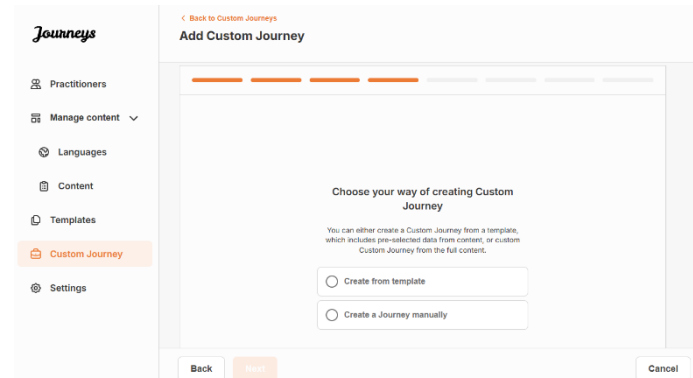 Journeys
Practitioners
Manage content
Languages
Content
Templates
Custom Journey
Settings
Back to Custom Journeys
Add Custom Journey
Choose your way of creating Custom
Journey
You can either create a Custom Journey from a template,
which includes pre-selected data from content, or custom
Custom Journey from the full content.
Create from template
Create a Journey manually
Back
Next
Cancel